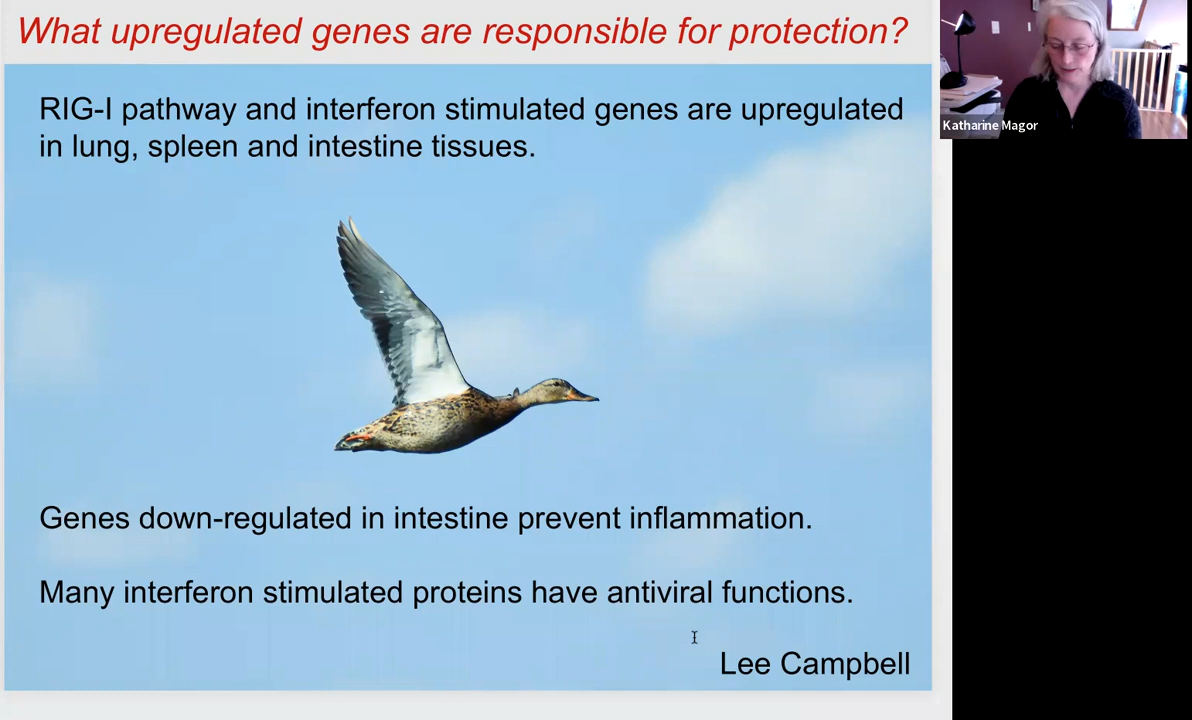 What upregulated genes are responsible for protection?
Katharine Magor
RIG-I pathway and interferon stimulated genes are upregulated
in lung, spleen and intestine tissues.
Genes down-regulated in intestine prevent inflammation.
Many interferon stimulated proteins have antiviral functions.
Lee Campbell